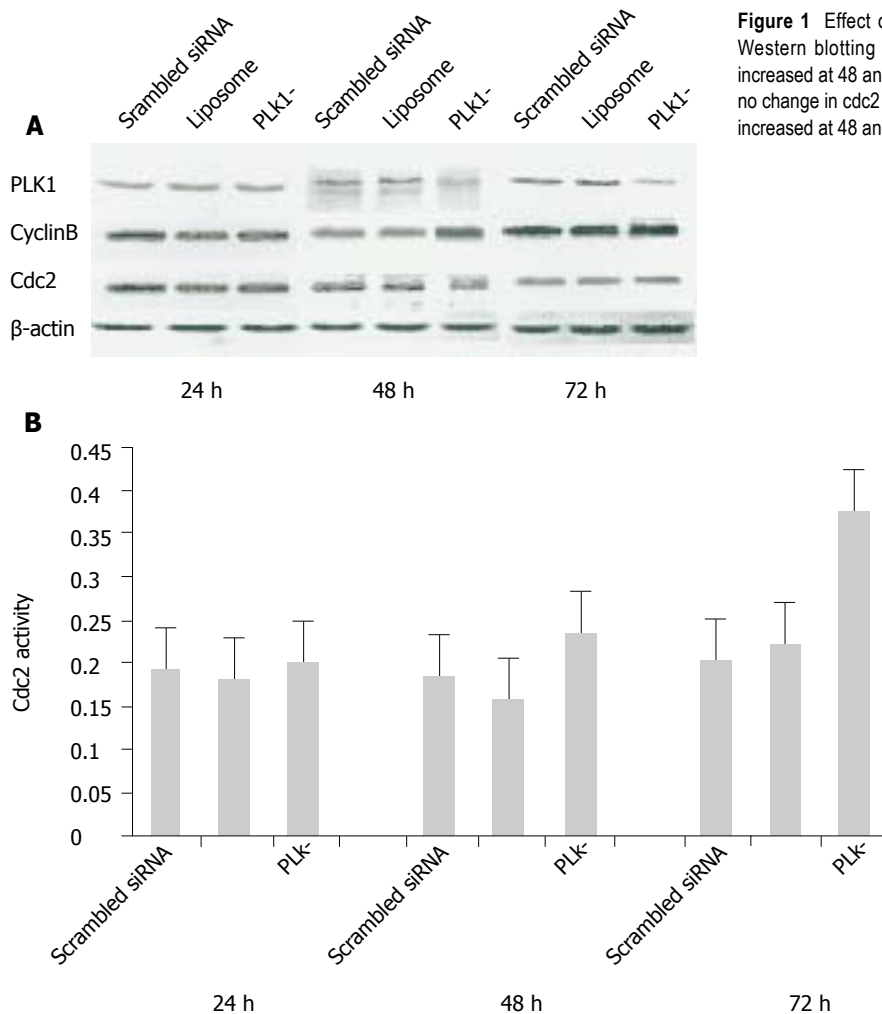 Figure 1 Effect
Western blotting
increased at 48 an
no change in cdc2
increased at 48 an
A
Srambled siRNA
Liposome
PLk1-
Scambled siRNA
Liposome
PLk1-
Scrambled siRNA
Liposome
PLk1-
PLK1
CyclinB
Cdc2
β-actin
24 h
48 h
72 h
B
Cdc2 activity
0.45
0.4
0.35
0.3
0.25
0.2
0.15
0.1
0.05
0
Scrambled siRNA
PLk-
Scrambled siRNA
PLk-
Scrambled siRNA
PLk-
24 h
48 h
72 h